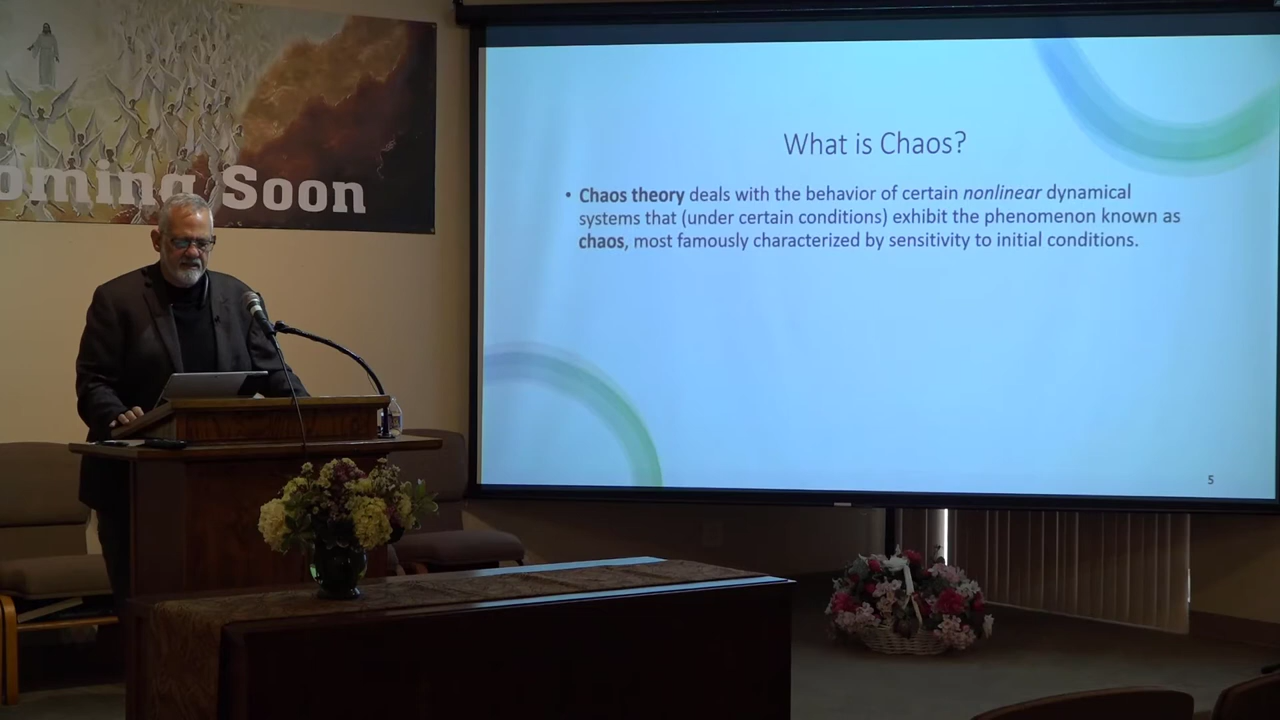 oming Soon
What is Chaos?
• Chaos theory deals with the behavior of certain nonlinear dynamical
systems that (under certain conditions) exhibit the phenomenon known as
chaos, most famously characterized by sensitivity to initial conditions.
5